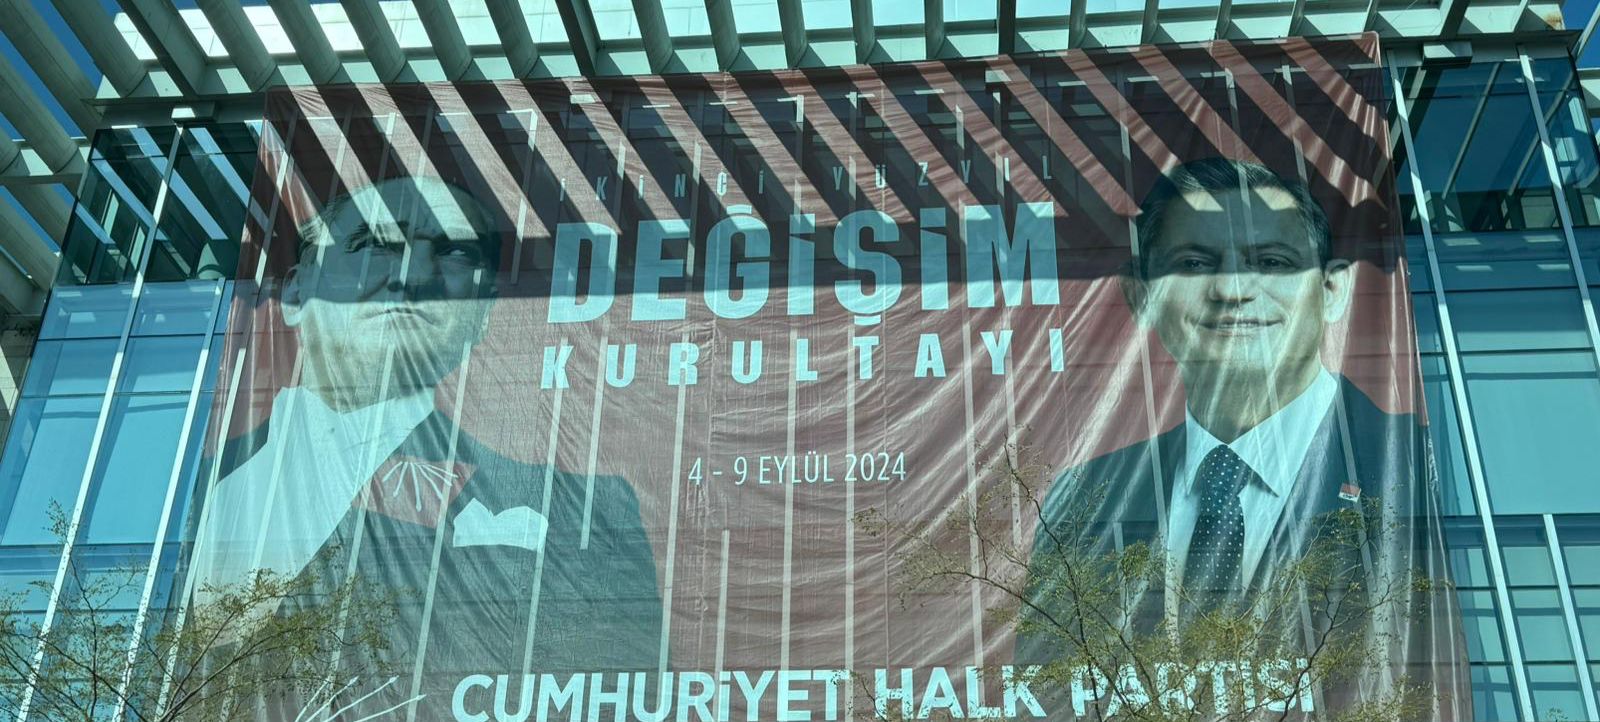 İKİNCİ YÜZYIL
DEĞİŞİM
KURULTAYI
4 - 9 EYLÜL 2024
CUMHURİYET HALK PARTİSİ